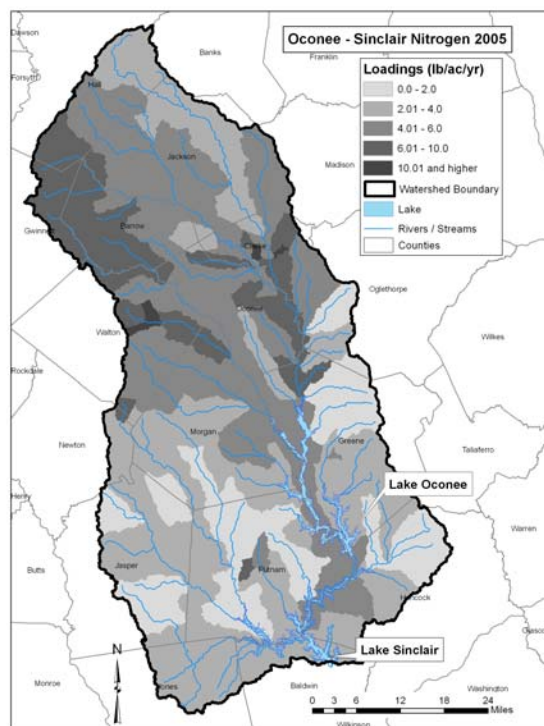 Oconee - Sinclair Nitrogen 2005
Loadings (lb/ac/yr)
0.0 - 2.0
2.01 - 4.0
4.01 - 6.0
6.01 - 10.0
10.01 and higher
Watershed Boundary
Lake
Rivers / Streams
Counties
Dawson
Banks
Franklin
Forsyth
Hall
Jackson
Madison
Gwinnett
Barrow
Clarke
Oconee
Oglethorpe
Walton
Wilkes
Rockdale
Newton
Morgan
Greene
Taliaferro
Lake Oconee
Henry
Warren
Butts
Jasper
Putnam
Hancock
Lake Sinclair
N
Monroe
Jones
Baldwin
Washington
Wilkinson
0 3 6 12 18 24
Miles